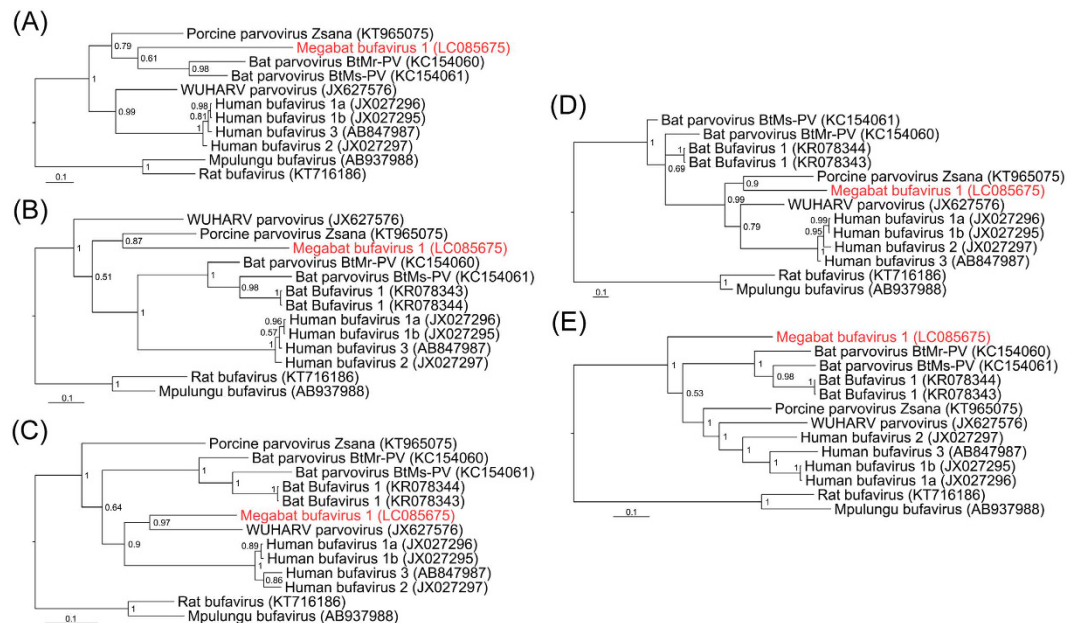 (A)
Porcine parvovirus Zsana (KT965075)
0.79
Megabat bufavirus 1 (LC085675)
0.61
Bat parvovirus BtMr-PV (KC154060)
0.98
1
Bat parvovirus BtMs-PV (KC154061)
WUHARV parvovirus (JX627576)
0.99
0.98
Human bufavirus 1a (JX027296)
0.81
Human bufavirus 1b (JX027295)
1
Human bufavirus 3 (AB847987)
Human bufavirus 2 (JX027297)
Mpulungu bufavirus (AB937988)
1
Rat bufavirus (KT716186)
0.1
(B)
WUHARV parvovirus (JX627576)
Porcine parvovirus Zsana (KT965075)
1
0.87
Megabat bufavirus 1 (LC085675)
0.51
Bat parvovirus BtMr-PV (KC154060)
1
Bat parvovirus BtMs-PV (KC154061)
0.98
1
Bat Bufavirus 1 (KR078343)
Bat Bufavirus 1 (KR078344)
1
0.96
Human bufavirus 1a (JX027296)
0.57
Human bufavirus 1b (JX027295)
1
Human bufavirus 3 (AB847987)
Human bufavirus 2 (JX027297)
Rat bufavirus (KT716186)
1
Mpulungu bufavirus (AB937988)
0.1
(C)
Porcine parvovirus Zsana (KT965075)
Bat parvovirus BtMr-PV (KC154060)
1
1
Bat parvovirus BtMs-PV (KC154061)
1
1
Bat Bufavirus 1 (KR078344)
Bat Bufavirus 1 (KR078343)
0.64
Megabat bufavirus 1 (LC085675)
0.97
WUHARV parvovirus (JX627576)
0.9
0.89
Human bufavirus 1a (JX027296)
Human bufavirus 1b (JX027295)
1
Human bufavirus 3 (AB847987)
0.86
Human bufavirus 2 (JX027297)
Rat bufavirus (KT716186)
1
Mpulungu bufavirus (AB937988)
0.1
(D)
Bat parvovirus BtMs-PV (KC154061)
Bat parvovirus BtMr-PV (KC154060)
1
1
Bat Bufavirus 1 (KR078344)
Bat Bufavirus 1 (KR078343)
0.69
Porcine parvovirus Zsana (KT965075)
0.9
Megabat bufavirus 1 (LC085675)
0.99
WUHARV parvovirus (JX627576)
0.99
Human bufavirus 1a (JX027296)
0.79
0.95
Human bufavirus 1b (JX027295)
1
Human bufavirus 2 (JX027297)
Human bufavirus 3 (AB847987)
Rat bufavirus (KT716186)
1
Mpulungu bufavirus (AB937988)
0.1
(E)
Megabat bufavirus 1 (LC085675)
Bat parvovirus BtMr-PV (KC154060)
1
1
Bat parvovirus BtMs-PV (KC154061)
0.98
1
Bat Bufavirus 1 (KR078344)
Bat Bufavirus 1 (KR078343)
0.53
Porcine parvovirus Zsana (KT965075)
1
WUHARV parvovirus (JX627576)
1
Human bufavirus 2 (JX027297)
1
Human bufavirus 3 (AB847987)
1
1
Human bufavirus 1b (JX027295)
Human bufavirus 1a (JX027296)
Rat bufavirus (KT716186)
1
Mpulungu bufavirus (AB937988)
0.1